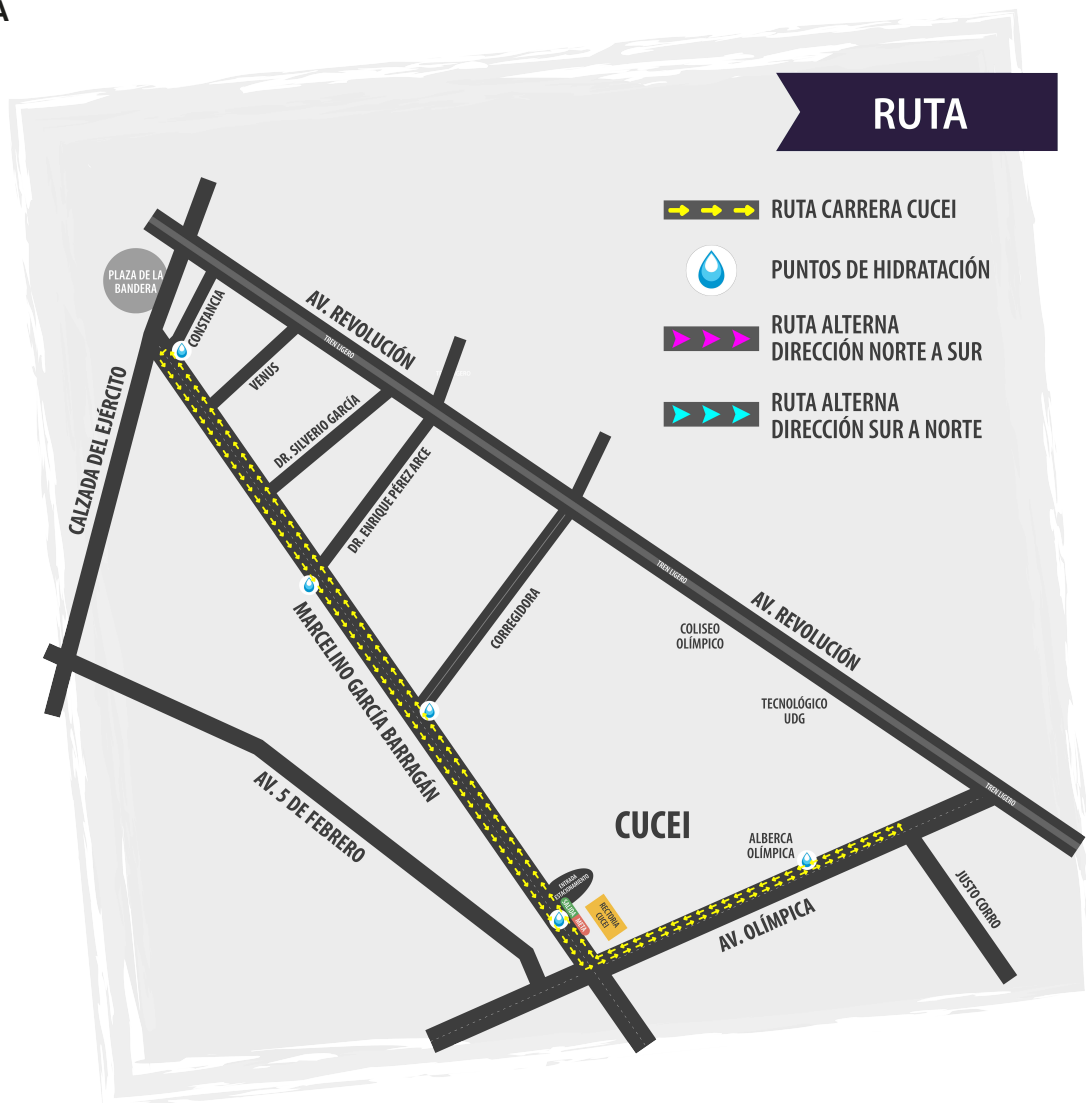 A
RUTA
RUTA CARRERA CUCEI
PUNTOS DE HIDRATACIÓN
RUTA ALTERNA
DIRECCIÓN NORTE A SUR
RUTA ALTERNA
DIRECCIÓN SUR A NORTE
PLAZA DE LA
BANDERA
CONSTANCIA
AV. REVOLUCIÓN
TREN LIGERO
VENUS
DR. SILVERIO GARCÍA
CALZADA DEL EJÉRCITO
DR. ENRIQUE PÉREZ ARCE
CORREGIDORA
TREN LIGERO
AV. REVOLUCIÓN
COLISEO
OLÍMPICO
MARCELINO GARCÍA BARRAGÁN
TECNOLÓGICO
UDG
AV. 5 DE FEBRERO
TREN LIGERO
CUCEI
ALBERCA
OLÍMPICA
ENTRADA
ESTACIONAMIENTO
SALIDA
META
RECTORIA
CUCEI
AV. OLÍMPICA
JUSTO CORRO